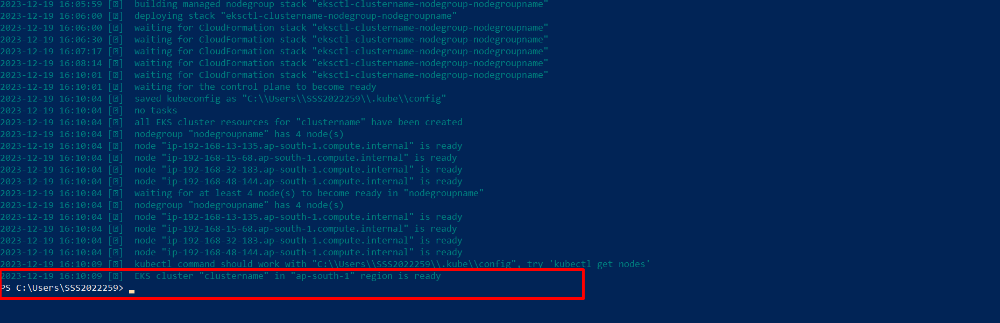 2023-12-19 16:05:59 [⍰]  building managed nodegroup stack "eksctl-clustername-nodegroup-nodegroupname"
2023-12-19 16:06:00 [⍰]  deploying stack "eksctl-clustername-nodegroup-nodegroupname"
2023-12-19 16:06:00 [⍰]  waiting for CloudFormation stack "eksctl-clustername-nodegroup-nodegroupname"
2023-12-19 16:06:30 [⍰]  waiting for CloudFormation stack "eksctl-clustername-nodegroup-nodegroupname"
2023-12-19 16:07:17 [⍰]  waiting for CloudFormation stack "eksctl-clustername-nodegroup-nodegroupname"
2023-12-19 16:08:14 [⍰]  waiting for CloudFormation stack "eksctl-clustername-nodegroup-nodegroupname"
2023-12-19 16:10:01 [⍰]  waiting for CloudFormation stack "eksctl-clustername-nodegroup-nodegroupname"
2023-12-19 16:10:01 [⍰]  waiting for the control plane to become ready
2023-12-19 16:10:04 [⍰]  saved kubeconfig as "C:\\Users\\SSS2022259\\.kube\\config"
2023-12-19 16:10:04 [⍰]  no tasks
2023-12-19 16:10:04 [⍰]  all EKS cluster resources for "clustername" have been created
2023-12-19 16:10:04 [⍰]  nodegroup "nodegroupname" has 4 node(s)
2023-12-19 16:10:04 [⍰]  node "ip-192-168-13-135.ap-south-1.compute.internal" is ready
2023-12-19 16:10:04 [⍰]  node "ip-192-168-15-68.ap-south-1.compute.internal" is ready
2023-12-19 16:10:04 [⍰]  node "ip-192-168-32-183.ap-south-1.compute.internal" is ready
2023-12-19 16:10:04 [⍰]  node "ip-192-168-48-144.ap-south-1.compute.internal" is ready
2023-12-19 16:10:04 [⍰]  waiting for at least 4 node(s) to become ready in "nodegroupname"
2023-12-19 16:10:04 [⍰]  nodegroup "nodegroupname" has 4 node(s)
2023-12-19 16:10:04 [⍰]  node "ip-192-168-13-135.ap-south-1.compute.internal" is ready
2023-12-19 16:10:04 [⍰]  node "ip-192-168-15-68.ap-south-1.compute.internal" is ready
2023-12-19 16:10:04 [⍰]  node "ip-192-168-32-183.ap-south-1.compute.internal" is ready
2023-12-19 16:10:04 [⍰]  node "ip-192-168-48-144.ap-south-1.compute.internal" is ready
2023-12-19 16:10:09 [⍰]  kubectl command should work with "C:\\Users\\SSS2022259\\.kube\\config", try 'kubectl get nodes'
2023-12-19 16:10:09 [⍰]  EKS cluster "clustername" in "ap-south-1" region is ready
PS C:\Users\SSS2022259>